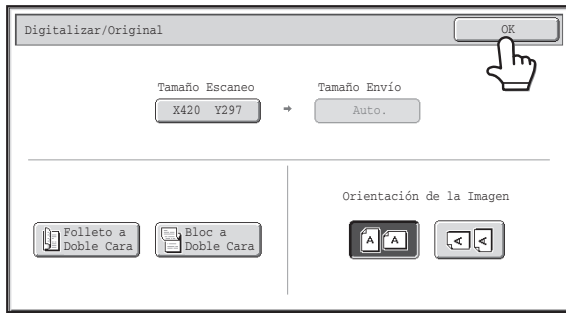 Digitalizar/Original
OK
Tamaño Escaneo
Tamaño Envío
X420 Y297
Auto.
Orientación de la Imagen
Folleto a
Doble Cara
Bloc a
Doble Cara
A A
A A